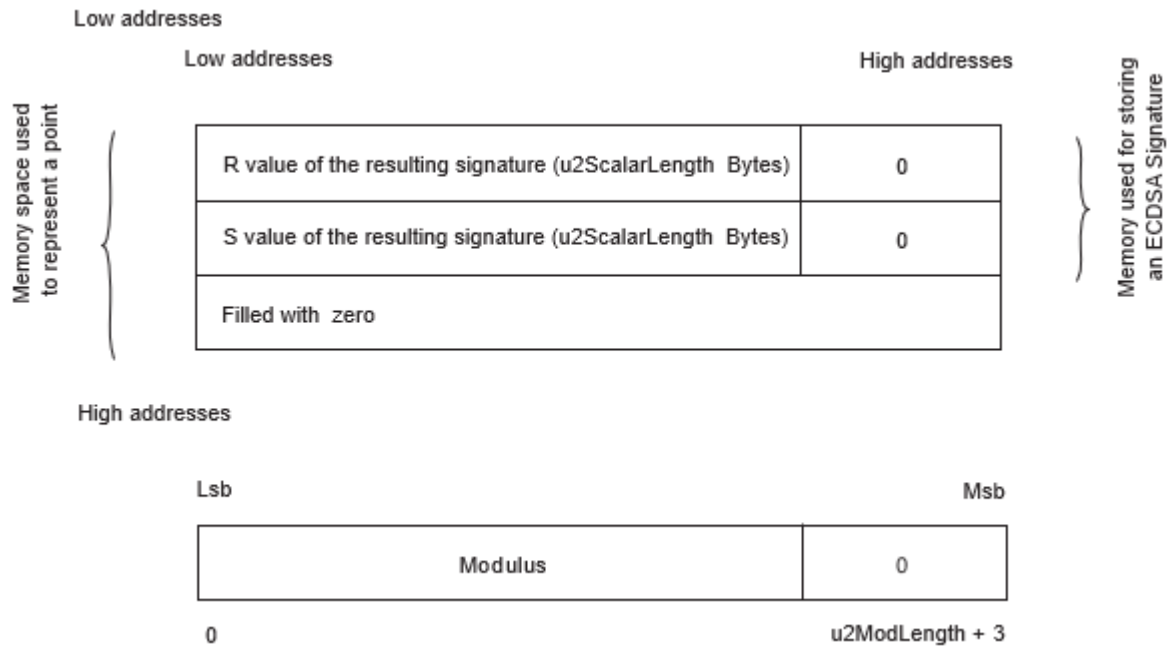 Low addresses
Low addresses
High addresses
Memory space used
to represent a point
R value of the resulting signature (u2ScalarLength Bytes)
0
S value of the resulting signature (u2ScalarLength Bytes)
0
Filled with zero
Memory used for storing
an ECDSA Signature
High addresses
Lsb
Msb
Modulus
0
0
u2ModLength + 3